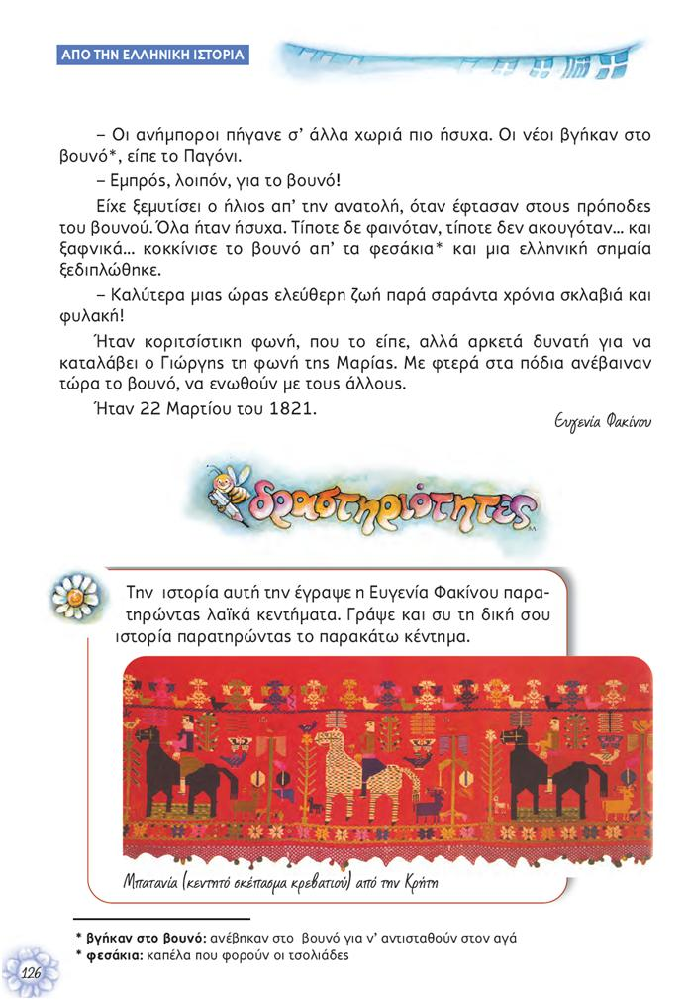 ΑΠΟ ΤΗΝ ΕΛΛΗΝΙΚΗ ΙΣΤΟΡΙΑ
– Οι ανήμποροι πήγανε σ’ άλλα χωριά πιο ήσυχα. Οι νέοι βγήκαν στο
βουνό*, είπε το Παγόνι.
– Εμπρός, λοιπόν, για το βουνό!
Είχε ξεμυτίσει ο ήλιος απ’ την ανατολή, όταν έφτασαν στους πρόποδες
του βουνού. Όλα ήταν ήσυχα. Τίποτε δε φαινόταν, τίποτε δεν ακουγόταν... και
ξαφνικά... κοκκίνισε το βουνό απ’ τα φεσάκια* και μια ελληνική σημαία
ξεδιπλώθηκε.
– Καλύτερα μιας ώρας ελεύθερη ζωή παρά σαράντα χρόνια σκλαβιά και
φυλακή!
Ήταν κοριτσίστικη φωνή, που το είπε, αλλά αρκετά δυνατή για να
καταλάβει ο Γιώργης τη φωνή της Μαρίας. Με φτερά στα πόδια ανέβαιναν
τώρα το βουνό, να ενωθούν με τους άλλους.
Ήταν 22 Μαρτίου του 1821.
Ευγενία Φακίνου
δραστηριότητες
Την ιστορία αυτή την έγραψε η Ευγενία Φακίνου παρα-
τηρώντας λαϊκά κεντήματα. Γράψε και συ τη δική σου
ιστορία παρατηρώντας το παρακάτω κέντημα.
Μπατανία (κεντητό σκέπασμα κρεβατιού) από την Κρήτη
* βγήκαν στο βουνό: ανέβηκαν στο βουνό για ν’ αντισταθούν στον αγά
* φεσάκια: καπέλα που φορούν οι τσολιάδες
126